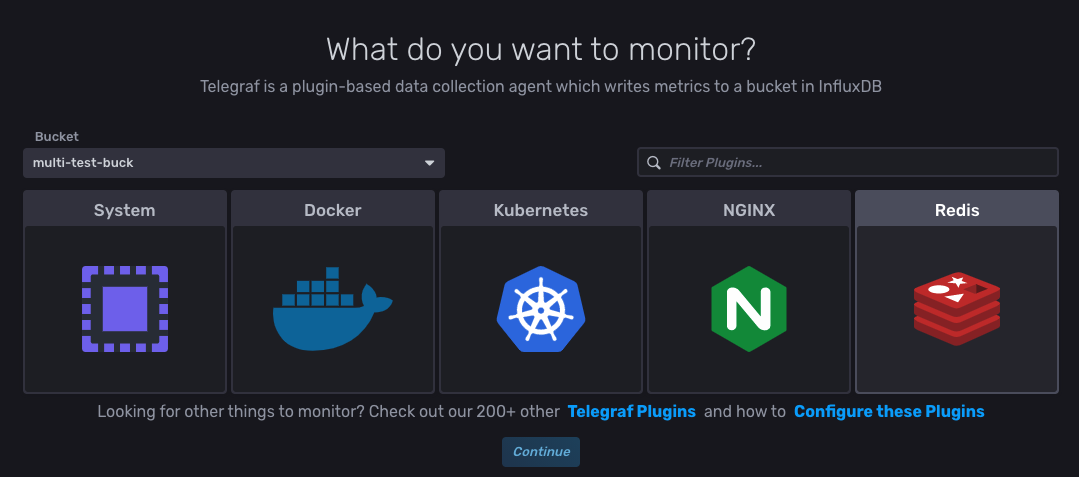 What do you want to monitor?
Telegraf is a plugin-based data collection agent which writes metrics to a bucket in InfluxDB
Bucket
multi-test-buck
Filter Plugins...
System
Docker
Kubernetes
NGINX
Redis
N
Looking for other things to monitor? Check out our 200+ other Telegraf Plugins and how to Configure these Plugins
Continue